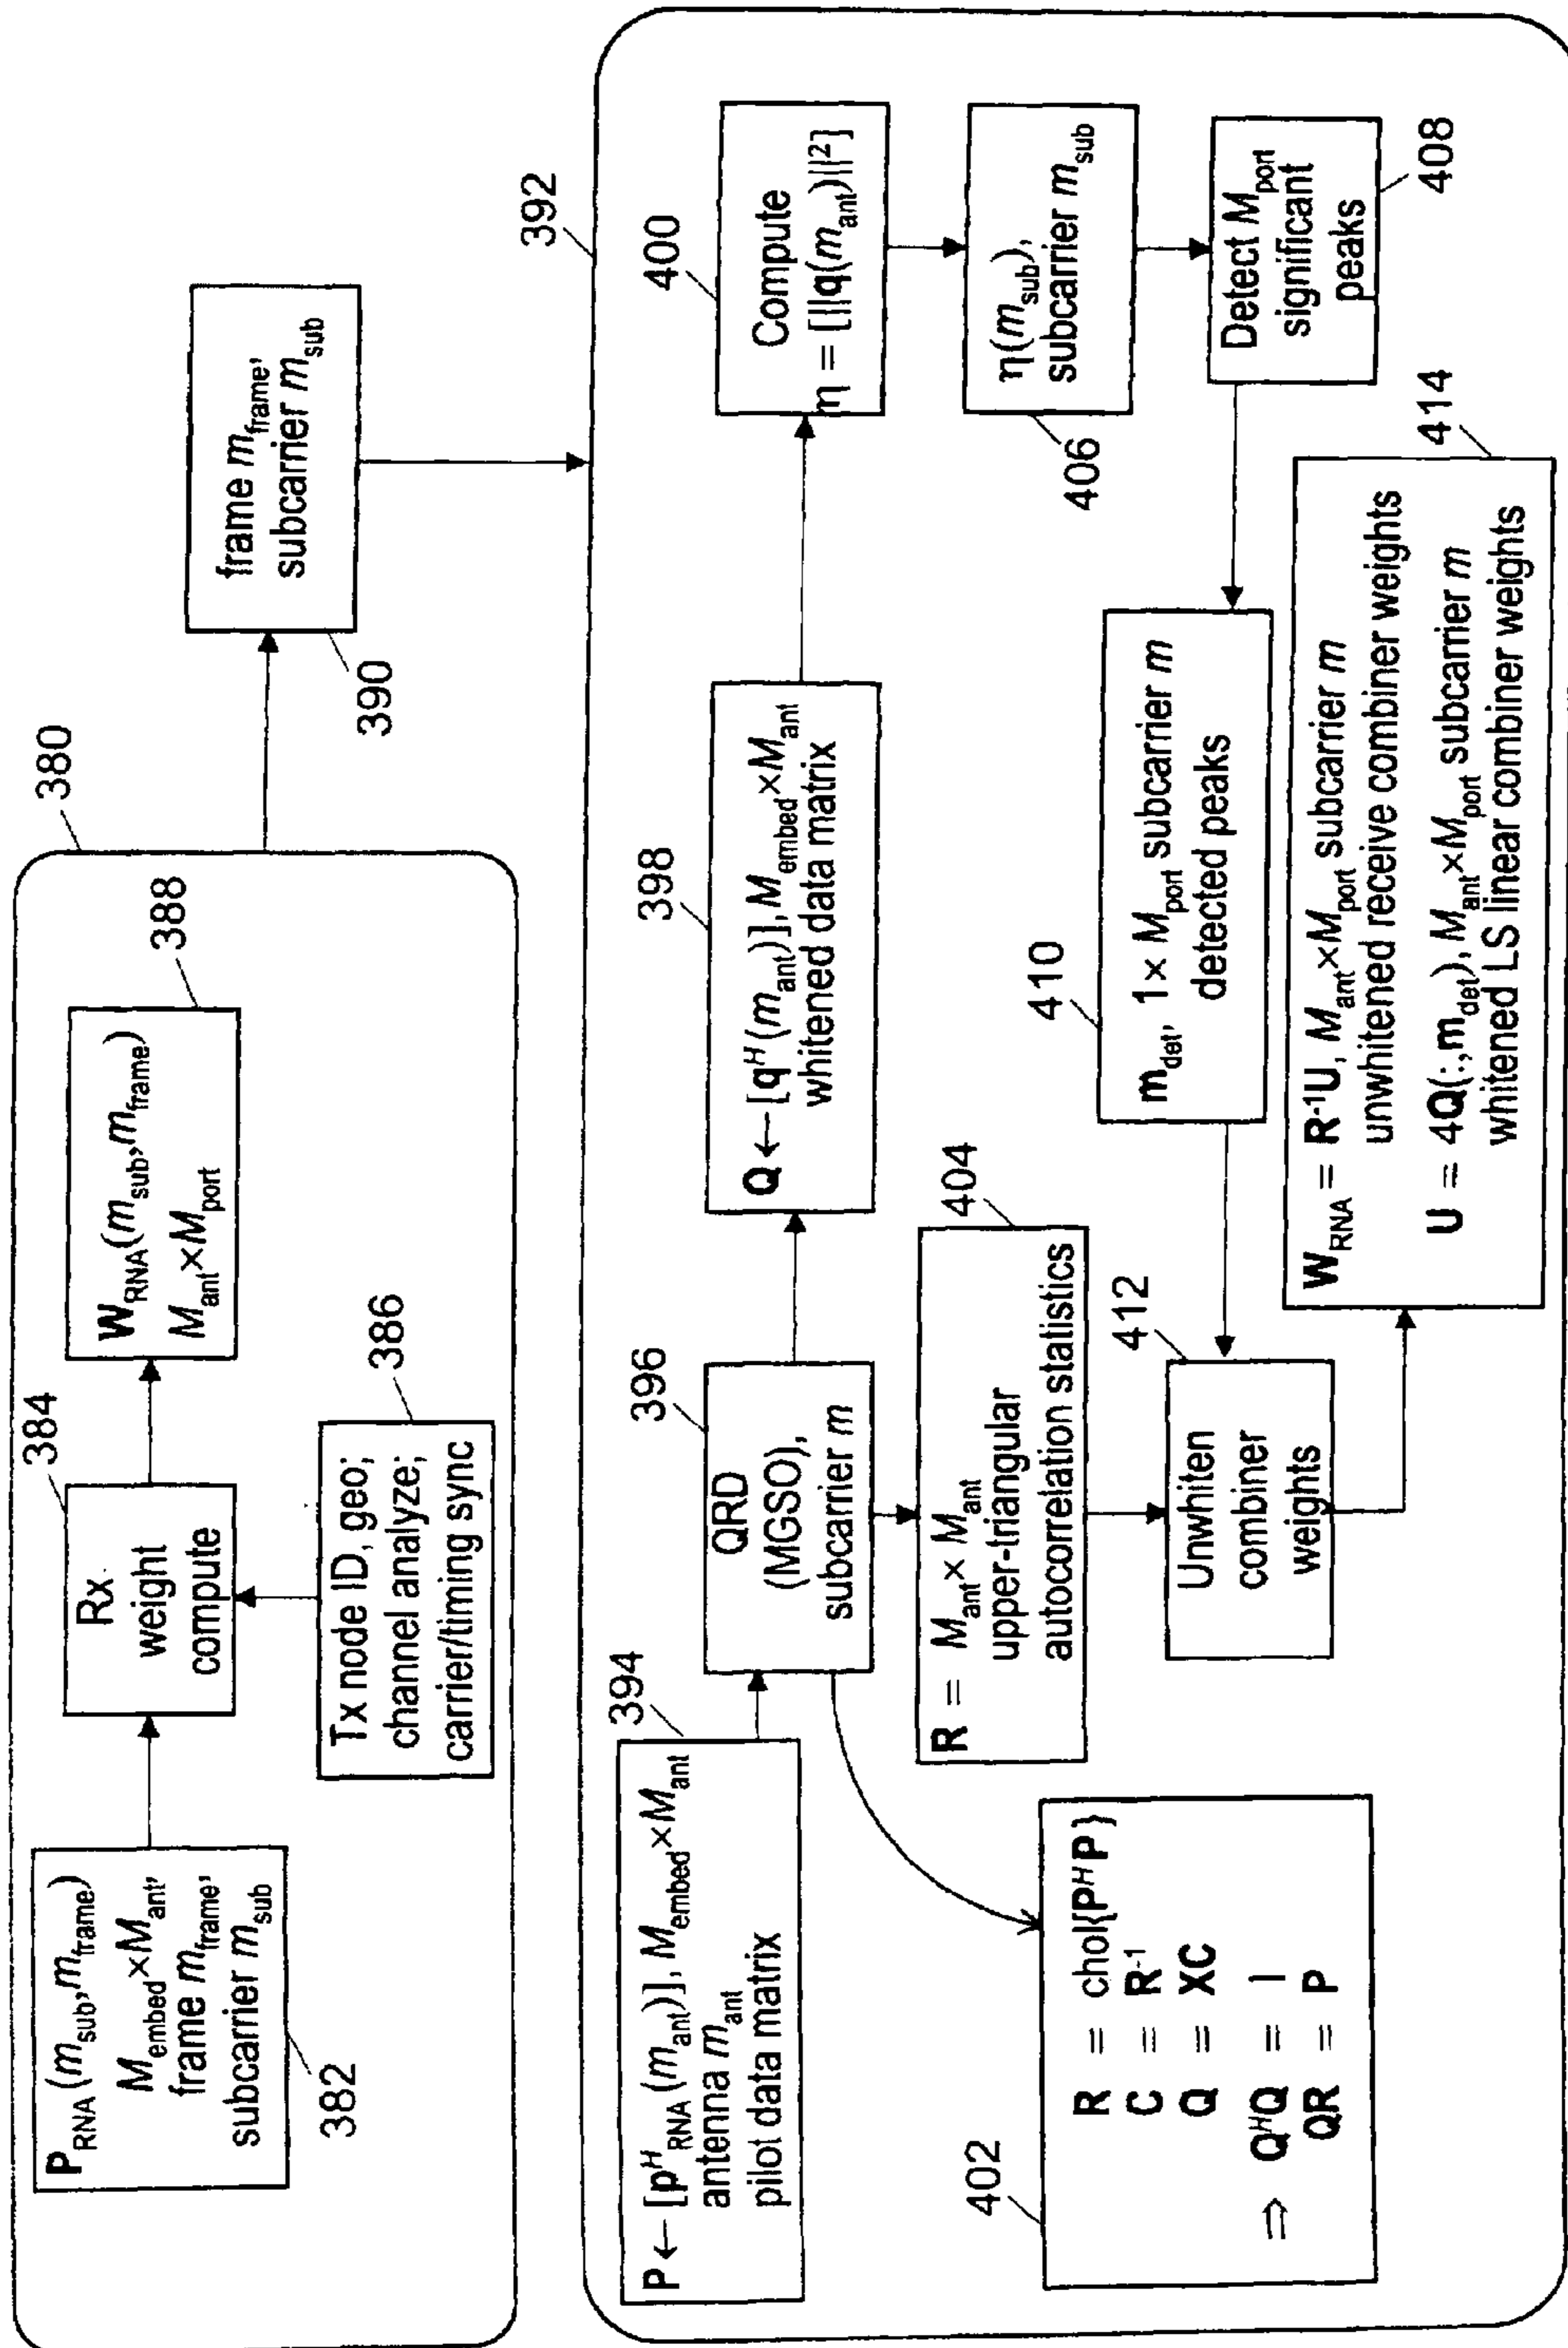 380
P_RNA(m_sub, m_frame)
M_embed×M_ant,
frame m_frame,
subcarrier m_sub
382
384
Rx
weight
compute
Tx node ID, geo;
channel analyze;
carrier/timing sync
386
W_RNA(m_sub, m_frame)
M_ant×M_port
388
frame m_frame,
subcarrier m_sub
390
392
394
P ← [p^H_RNA(m_ant)], M_embed×M_ant
antenna m_ant
pilot data matrix
396
QRD
(MGSO),
subcarrier m
398
Q ← [q^H(m_ant)], M_embed×M_ant
whitened data matrix
400
Compute
η = [||q(m_ant)||²]
402
R = chol{P^H P}
C = R^-1
Q = XC
⇒ Q^H Q = I
QR = P
404
R = M_ant × M_ant
upper-triangular
autocorrelation statistics
406
η(m_sub),
subcarrier m_sub
Detect M_port
significant
peaks
408
410
m_det, 1× M_port subcarrier m
detected peaks
412
Unwhiten
combiner
weights
414
W_RNA = R^-1 U, M_ant×M_port subcarrier m
unwhitened receive combiner weights
U = 4Q(:,m_det), M_ant×M_port subcarrier m
whitened LS linear combiner weights